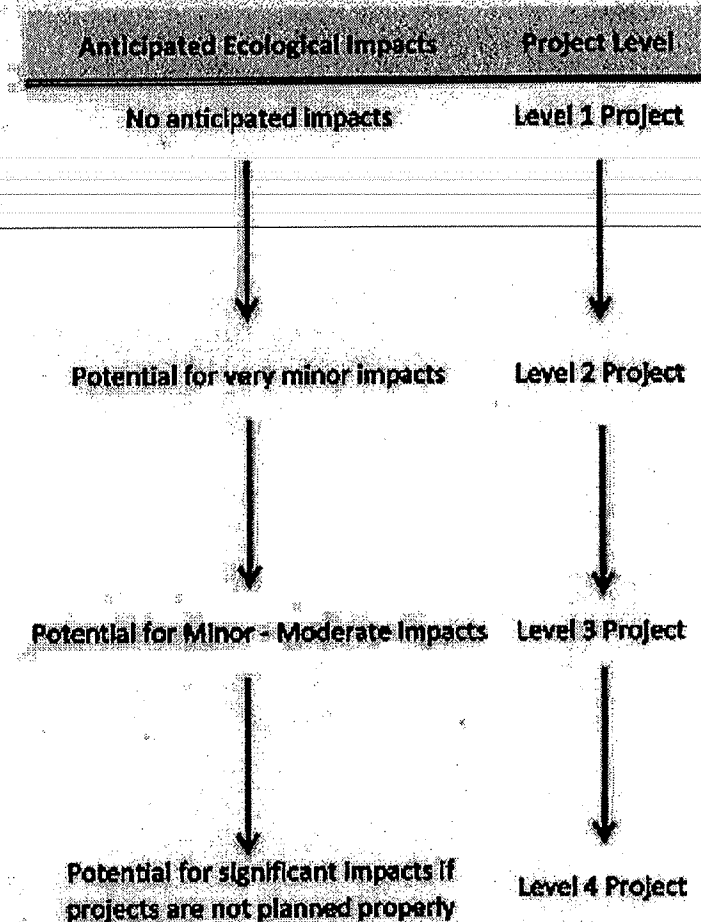 Anticipated Ecological Impacts Project Level
No anticipated impacts Level 1 Project
Potential for very minor impacts Level 2 Project
Potential for Minor - Moderate Impacts Level 3 Project
Potential for significant impacts if
projects are not planned properly Level 4 Project